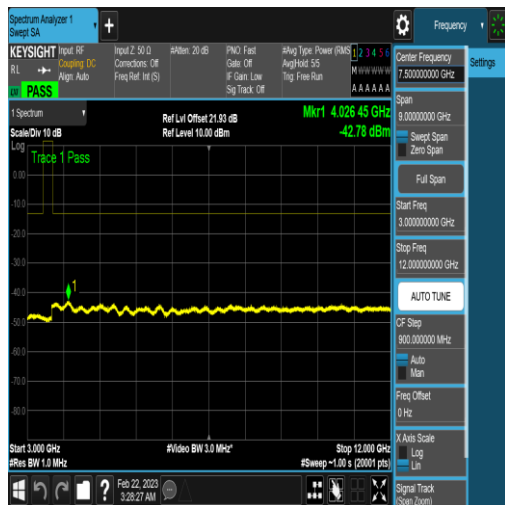 Spectrum Analyzer 1
Swept SA
+
Frequency
KEYSIGHT
RL
PASS
Input: RF
Coupling: DC
Align: Auto
Input Z: 50 Ω
Corrections: Off
Freq Ref: Int (S)
#Atten: 20 dB
PNO: Fast
Gate: Off
IF Gain: Low
Sig Track: Off
#Avg Type: Power (RMS
Avg|Hold: 5/5
Trig: Free Run
1 2 3 4 5 6
M W W W W W
A A A A A A
1 Spectrum
Scale/Div 10 dB
Log
Ref Lvl Offset 21.93 dB
Ref Level 10.00 dBm
Mkr1 4.026 45 GHz
-42.78 dBm
Trace 1 Pass
0.00
-10.0
-20.0
-30.0
1
-40.0
-50.0
-60.0
-70.0
-80.0
Start 3.000 GHz
#Res BW 1.0 MHz
#Video BW 3.0 MHz*
Stop 12.000 GHz
#Sweep ~1.00 s (20001 pts)
?
Feb 22, 2023
3:28:27 AM
Center Frequency
7.500000000 GHz
Settings
Span
9.00000000 GHz
Swept Span
Zero Span
Full Span
Start Freq
3.000000000 GHz
Stop Freq
12.000000000 GHz
AUTO TUNE
CF Step
900.000000 MHz
Auto
Man
Freq Offset
0 Hz
X Axis Scale
Log
Lin
Signal Track
(Span Zoom)